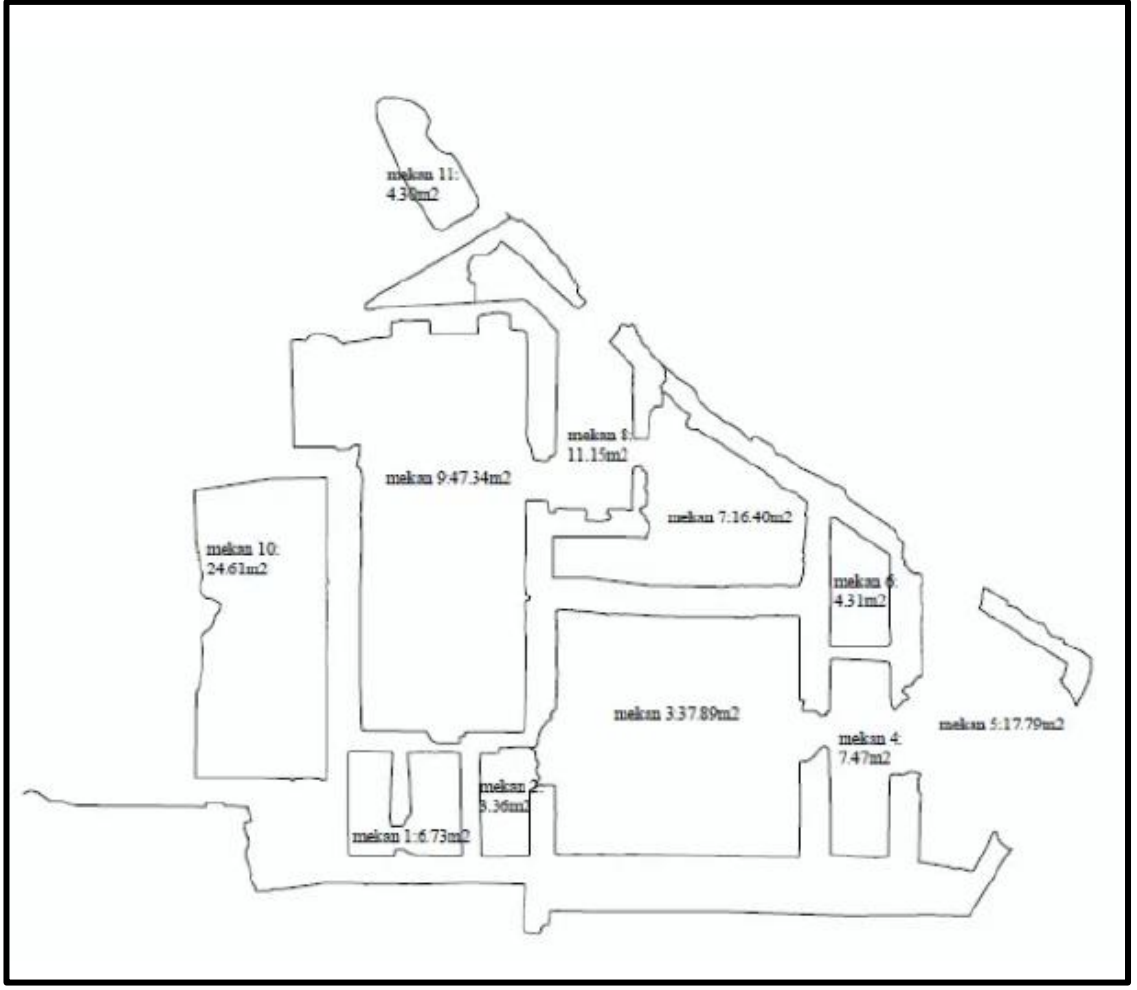 mekan 11:
4.30m2
mekan 8:
11.15m2
mekan 9:47.34m2
mekan 7:16.40m2
mekan 10:
24.61m2
mekan 6:
4.31m2
mekan 3:37.89m2
mekan 5:17.79m2
mekan 4:
7.47m2
mekan 2:
3.36m2
mekan 1:6.73m2